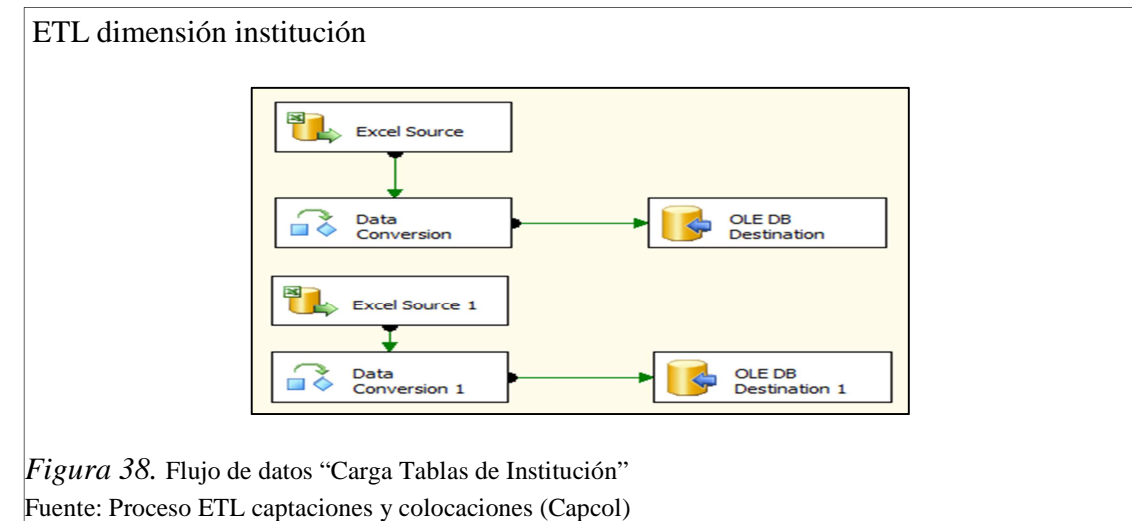 ETL dimensión institución
Excel Source
Data
Conversion
OLE DB
Destination
Excel Source 1
Data
Conversion 1
OLE DB
Destination 1
Figura 38. Flujo de datos “Carga Tablas de Institución”
Fuente: Proceso ETL captaciones y colocaciones (Capcol)